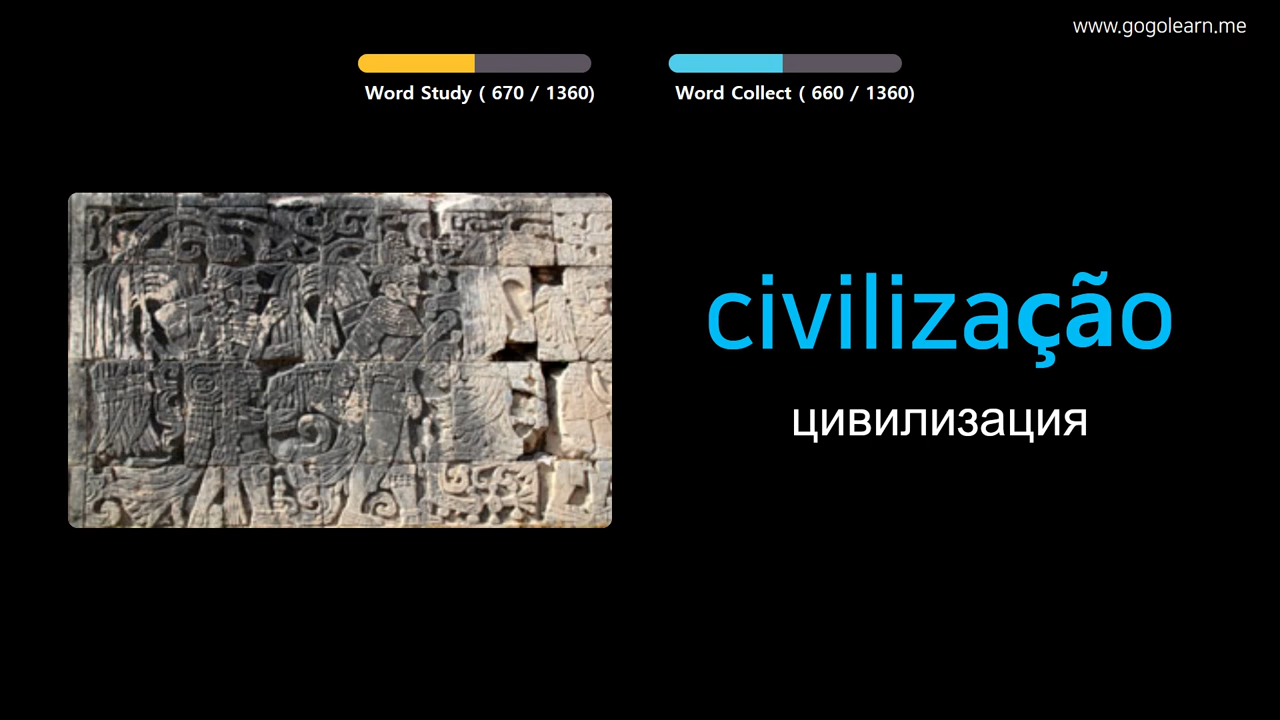 www.gogolearn.me
Word Study ( 670 / 1360)
Word Collect ( 660 / 1360)
civilização
цивилизация